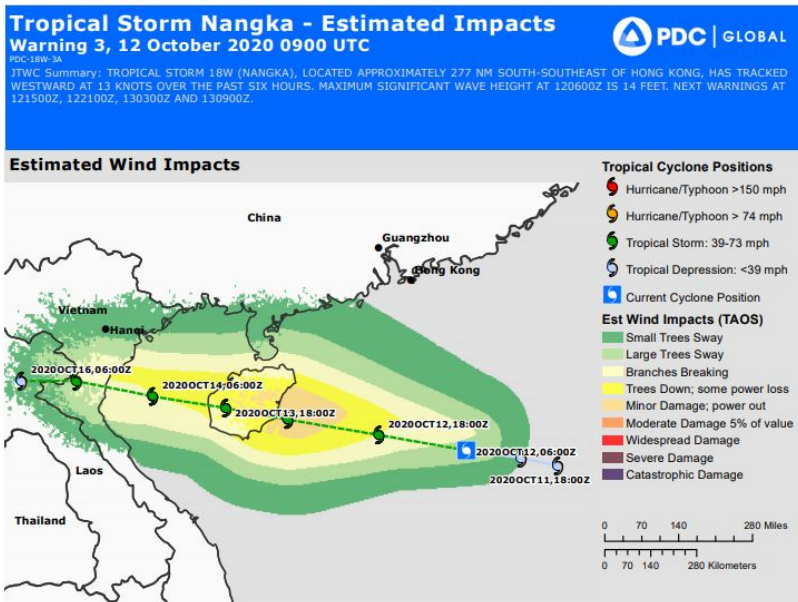 Tropical Storm Nangka - Estimated Impacts
Warning 3, 12 October 2020 0900 UTC
PDC-18W-3A
PDC GLOBAL
JTWC Summary: TROPICAL STORM 18W (NANGKA), LOCATED APPROXIMATELY 277 NM SOUTH-SOUTHEAST OF HONG KONG, HAS TRACKED
WESTWARD AT 13 KNOTS OVER THE PAST SIX HOURS. MAXIMUM SIGNIFICANT WAVE HEIGHT AT 120600Z IS 14 FEET. NEXT WARNINGS AT
121500Z, 122100Z, 130300Z AND 130900Z.
Estimated Wind Impacts
China
Guangzhou
Hong Kong
Vietnam
Hanoi
2020OCT16,06:00Z
2020OCT14,06:00Z
2020OCT13,18:00Z
2020OCT12,18:00Z
2020OCT12,06:00Z
2020OCT11,18:00Z
Laos
Thailand
Tropical Cyclone Positions
Hurricane/Typhoon >150 mph
Hurricane/Typhoon > 74 mph
Tropical Storm: 39-73 mph
Tropical Depression: <39 mph
Current Cyclone Position
Est Wind Impacts (TAOS)
Small Trees Sway
Large Trees Sway
Branches Breaking
Trees Down; some power loss
Minor Damage; power out
Moderate Damage 5% of value
Widespread Damage
Severe Damage
Catastrophic Damage
0 70 140 280 Miles
0 70 140 280 Kilometers